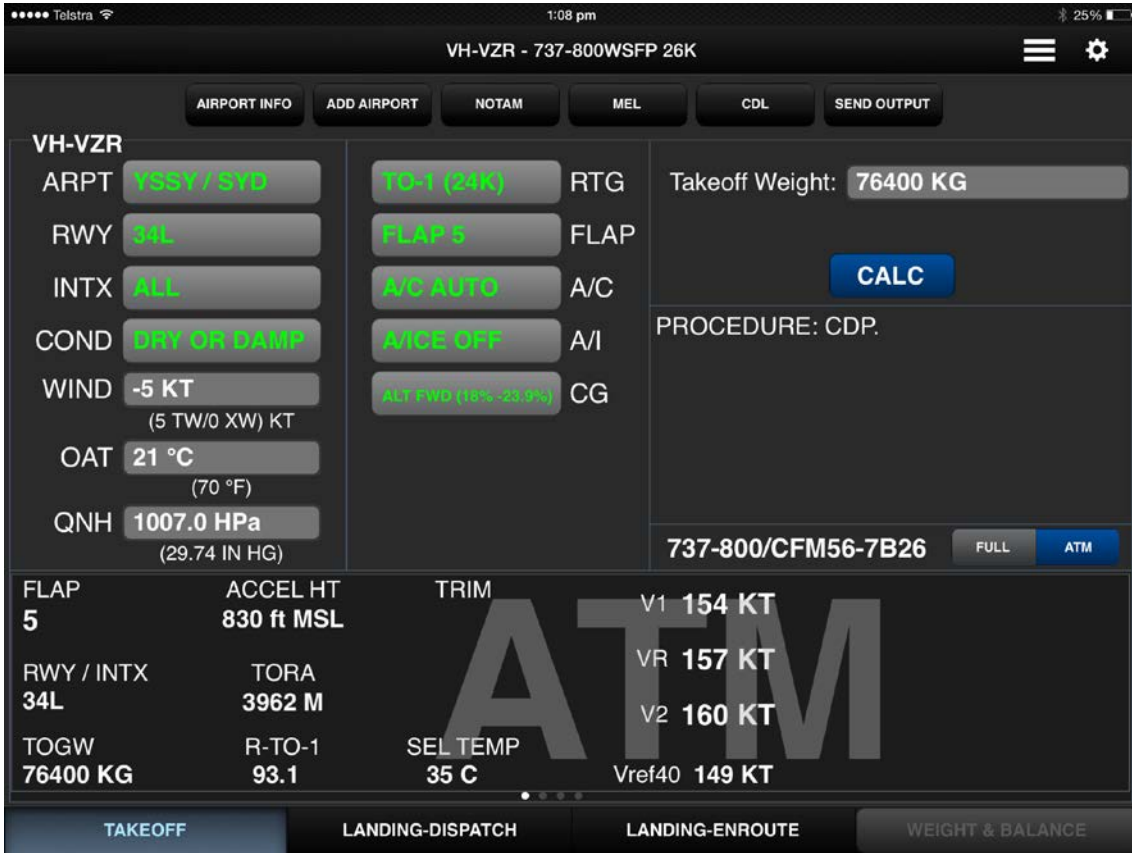 Telstra 1:08 pm 25%
VH-VZR - 737-800WSFP 26K
AIRPORT INFO ADD AIRPORT NOTAM MEL CDL SEND OUTPUT
VH-VZR
ARPT YSSY / SYD TO-1 (24K) RTG Takeoff Weight: 76400 KG
RWY 34L FLAP 5 FLAP
INTX ALL A/C AUTO A/C CALC
COND DRY OR DAMP A/ICE OFF A/I PROCEDURE: CDP.
WIND -5 KT ALT FWD (18% -23.9%) CG
(5 TW/0 XW) KT
OAT 21 °C
(70 °F)
QNH 1007.0 HPa
(29.74 IN HG) 737-800/CFM56-7B26 FULL ATM
ATM
FLAP ACCEL HT TRIM V1 154 KT
5 830 ft MSL
RWY / INTX TORA VR 157 KT
34L 3962 M V2 160 KT
TOGW R-TO-1 SEL TEMP
76400 KG 93.1 35 C Vref40 149 KT
TAKEOFF LANDING-DISPATCH LANDING-ENROUTE WEIGHT & BALANCE